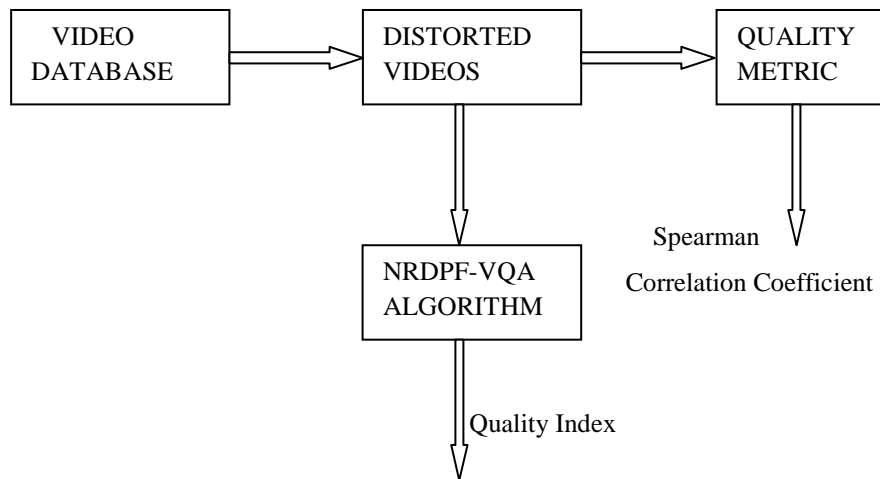 VIDEO
DATABASE
DISTORTED
VIDEOS
QUALITY
METRIC
Spearman
Correlation Coefficient
NRDPF-VQA
ALGORITHM
Quality Index